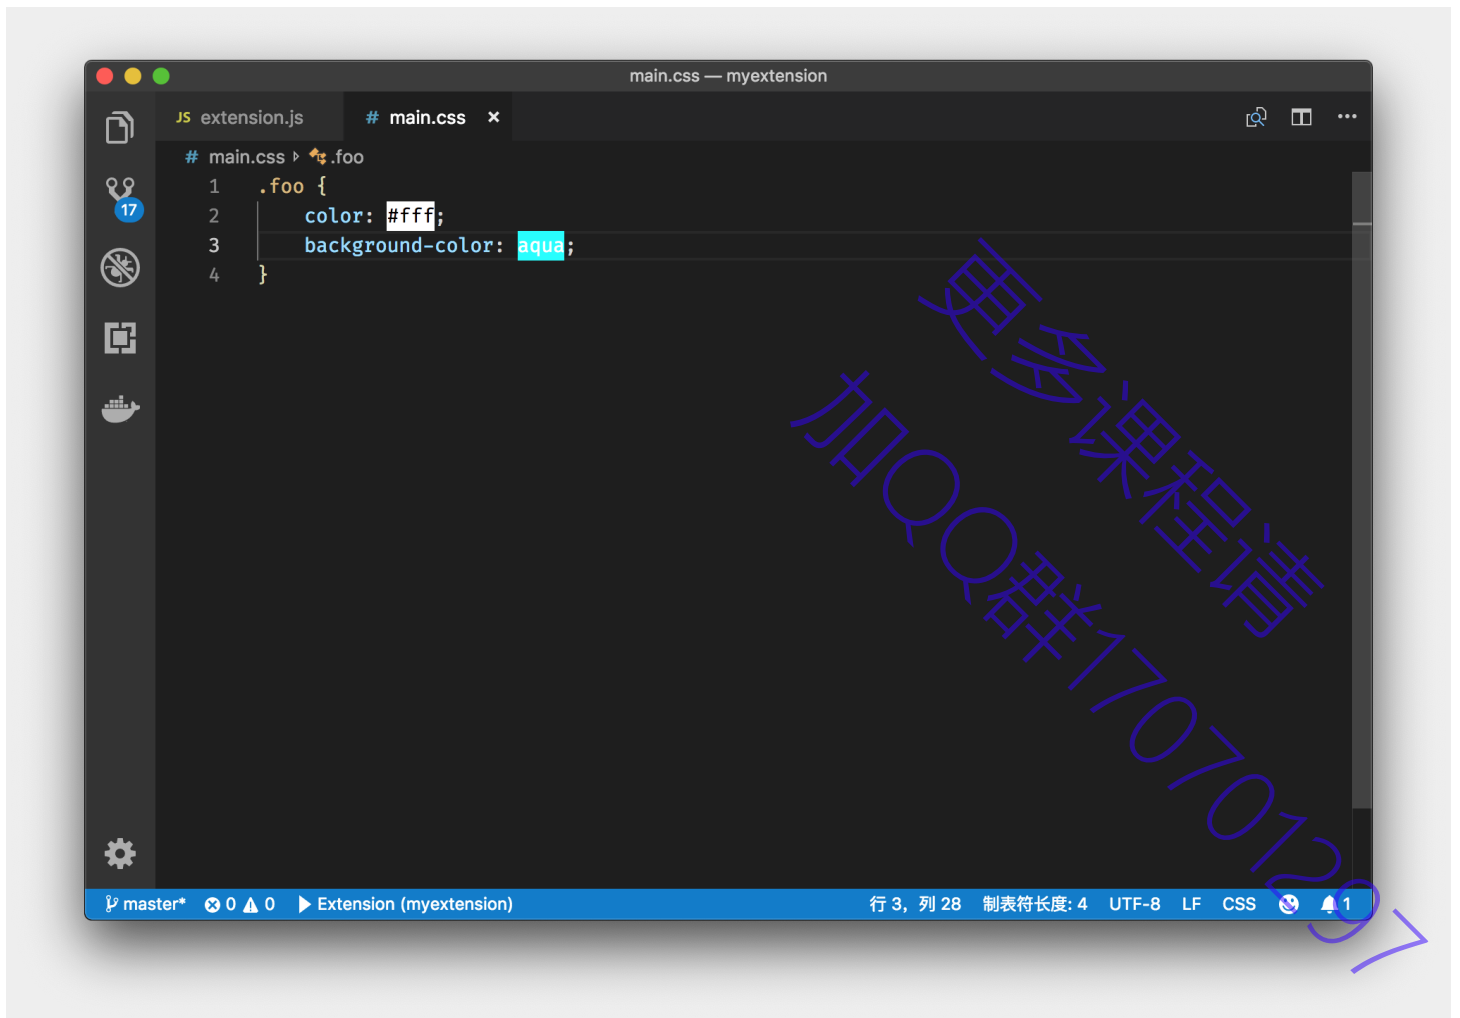 main.css — myextension
JS extension.js # main.css ×
# main.css .foo
1 .foo {
17
2 color: #fff;
3 background-color: aqua;
4 }
更多课程请
加QQ群170701297
master* 0 0 Extension (myextension) 行 3，列 28 制表符长度: 4 UTF-8 LF CSS 1